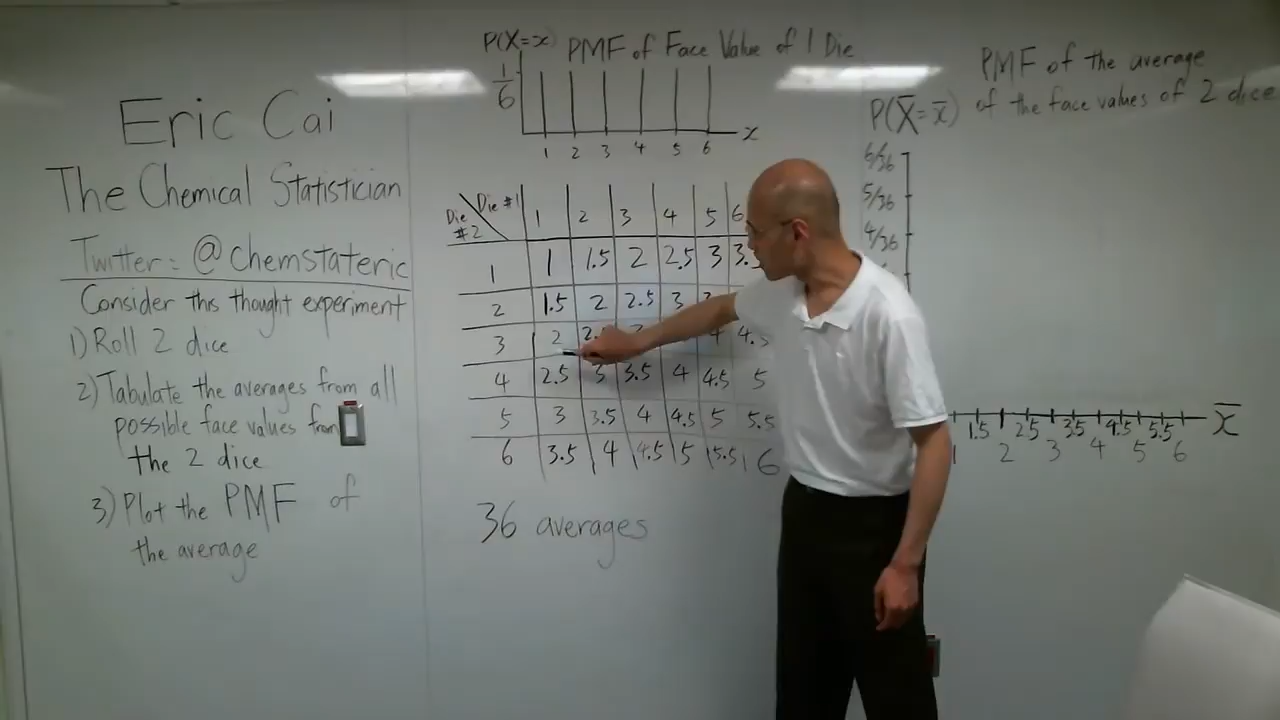 Eric Cai
The Chemical Statistician
Twitter: @chemstateric
Consider this thought experiment
1) Roll 2 dice
2) Tabulate the averages from all
possible face values from
the 2 dice
3) Plot the PMF of
the average
P(X=x) PMF of Face Value of 1 Die
1/6
1 2 3 4 5 6 x
Die #1 1 2 3 4 5 6
Die #2
1 1 1.5 2 2.5 3 3.5
2 1.5 2 2.5 3
3 2 4 4.5
4 2.5 3 3.5 4 4.5 5
5 3 3.5 4 4.5 5 5.5
6 3.5 4 4.5 5 5.5 6
36 averages
PMF of the average
of the face values of 2 dice
P(X̅=x̅)
6/36
5/36
4/36
1.5 2.5 3.5 4.5 5.5 x̅
1 2 3 4 5 6